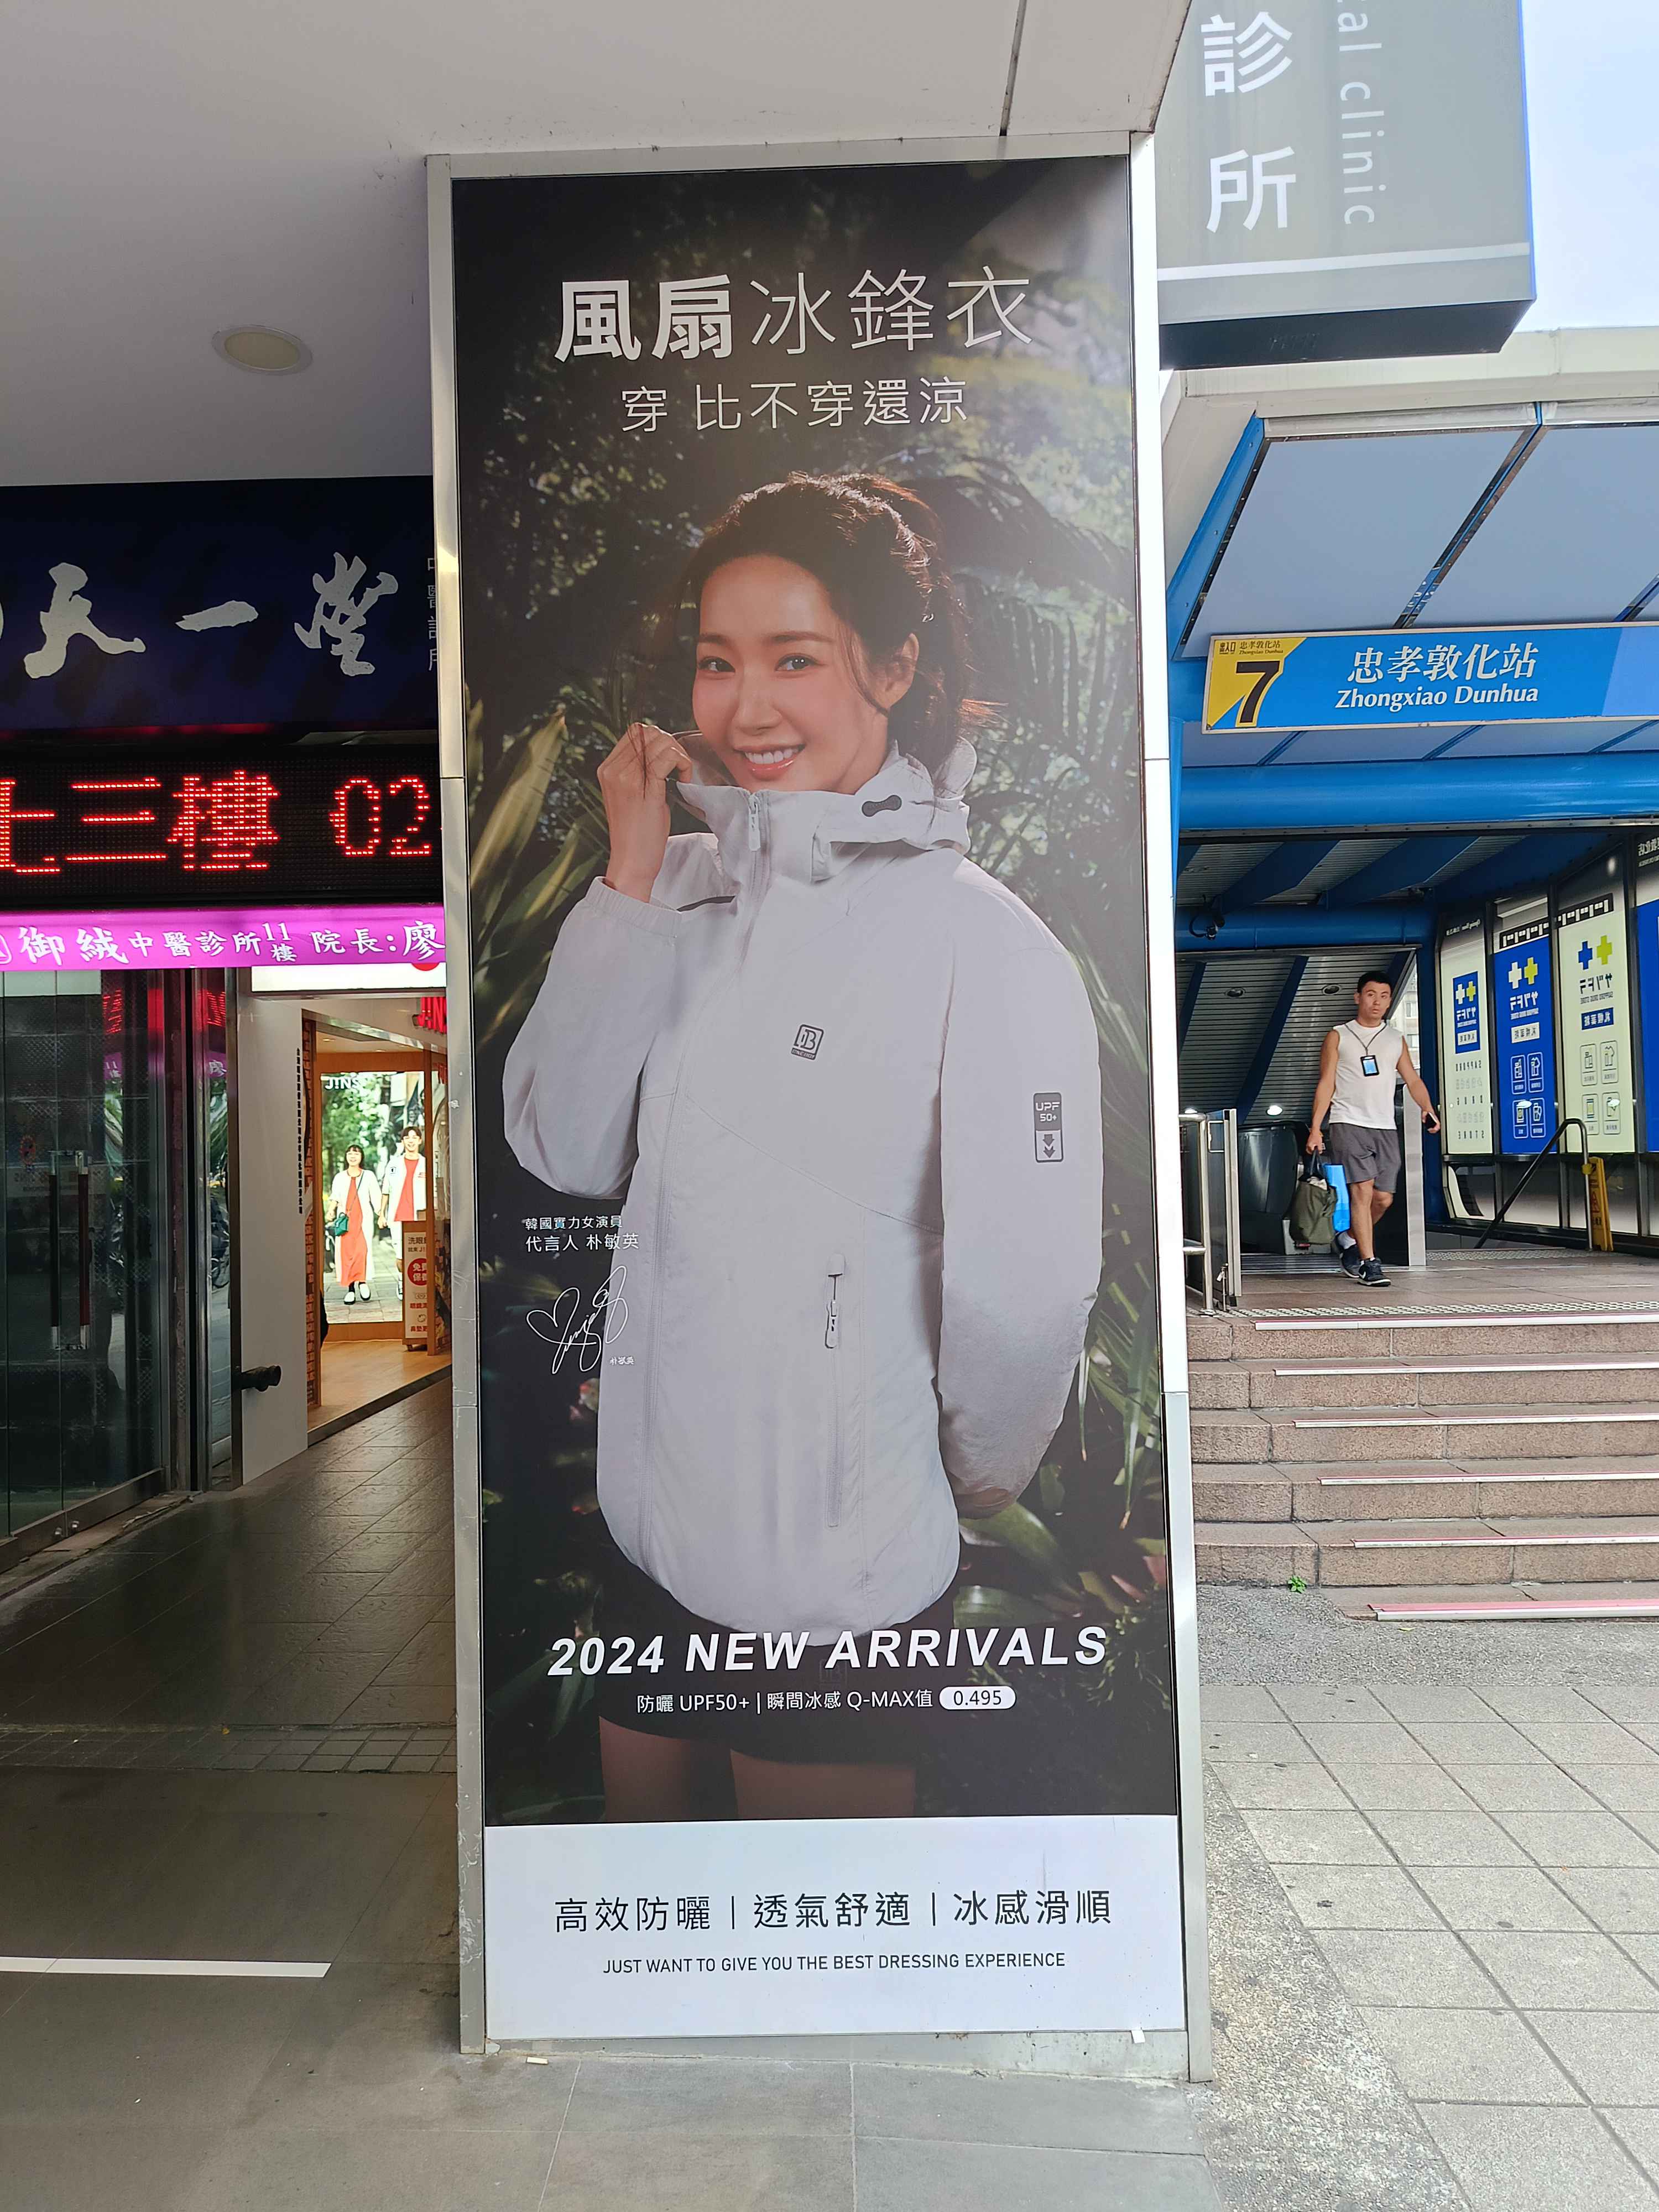 診所
al clinic
風扇冰鋒衣
穿 比不穿還涼
天一堂
7
忠孝敦化站
Zhongxiao Dunhua
七三樓 02
御絨中醫診所11樓 院長:廖
UPF
50+
韓國實力女演員
代言人 朴敏英
2024 NEW ARRIVALS
防曬 UPF50+ | 瞬間冰感 Q-MAX值 0.495
高效防曬 | 透氣舒適 | 冰感滑順
JUST WANT TO GIVE YOU THE BEST DRESSING EXPERIENCE